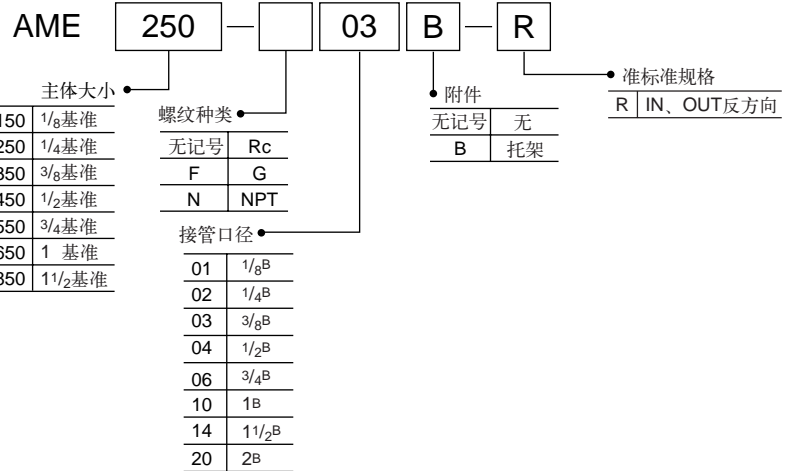 AME 250 — 03 B — R
主体大小
150 1/8基准
250 1/4基准
350 3/8基准
450 1/2基准
550 3/4基准
650 1 基准
850 11/2基准
螺纹种类
无记号 Rc
F G
N NPT
接管口径
01 1/8B
02 1/4B
03 3/8B
04 1/2B
06 3/4B
10 1B
14 11/2B
20 2B
附件
无记号 无
B 托架
准标准规格
R IN、OUT反方向